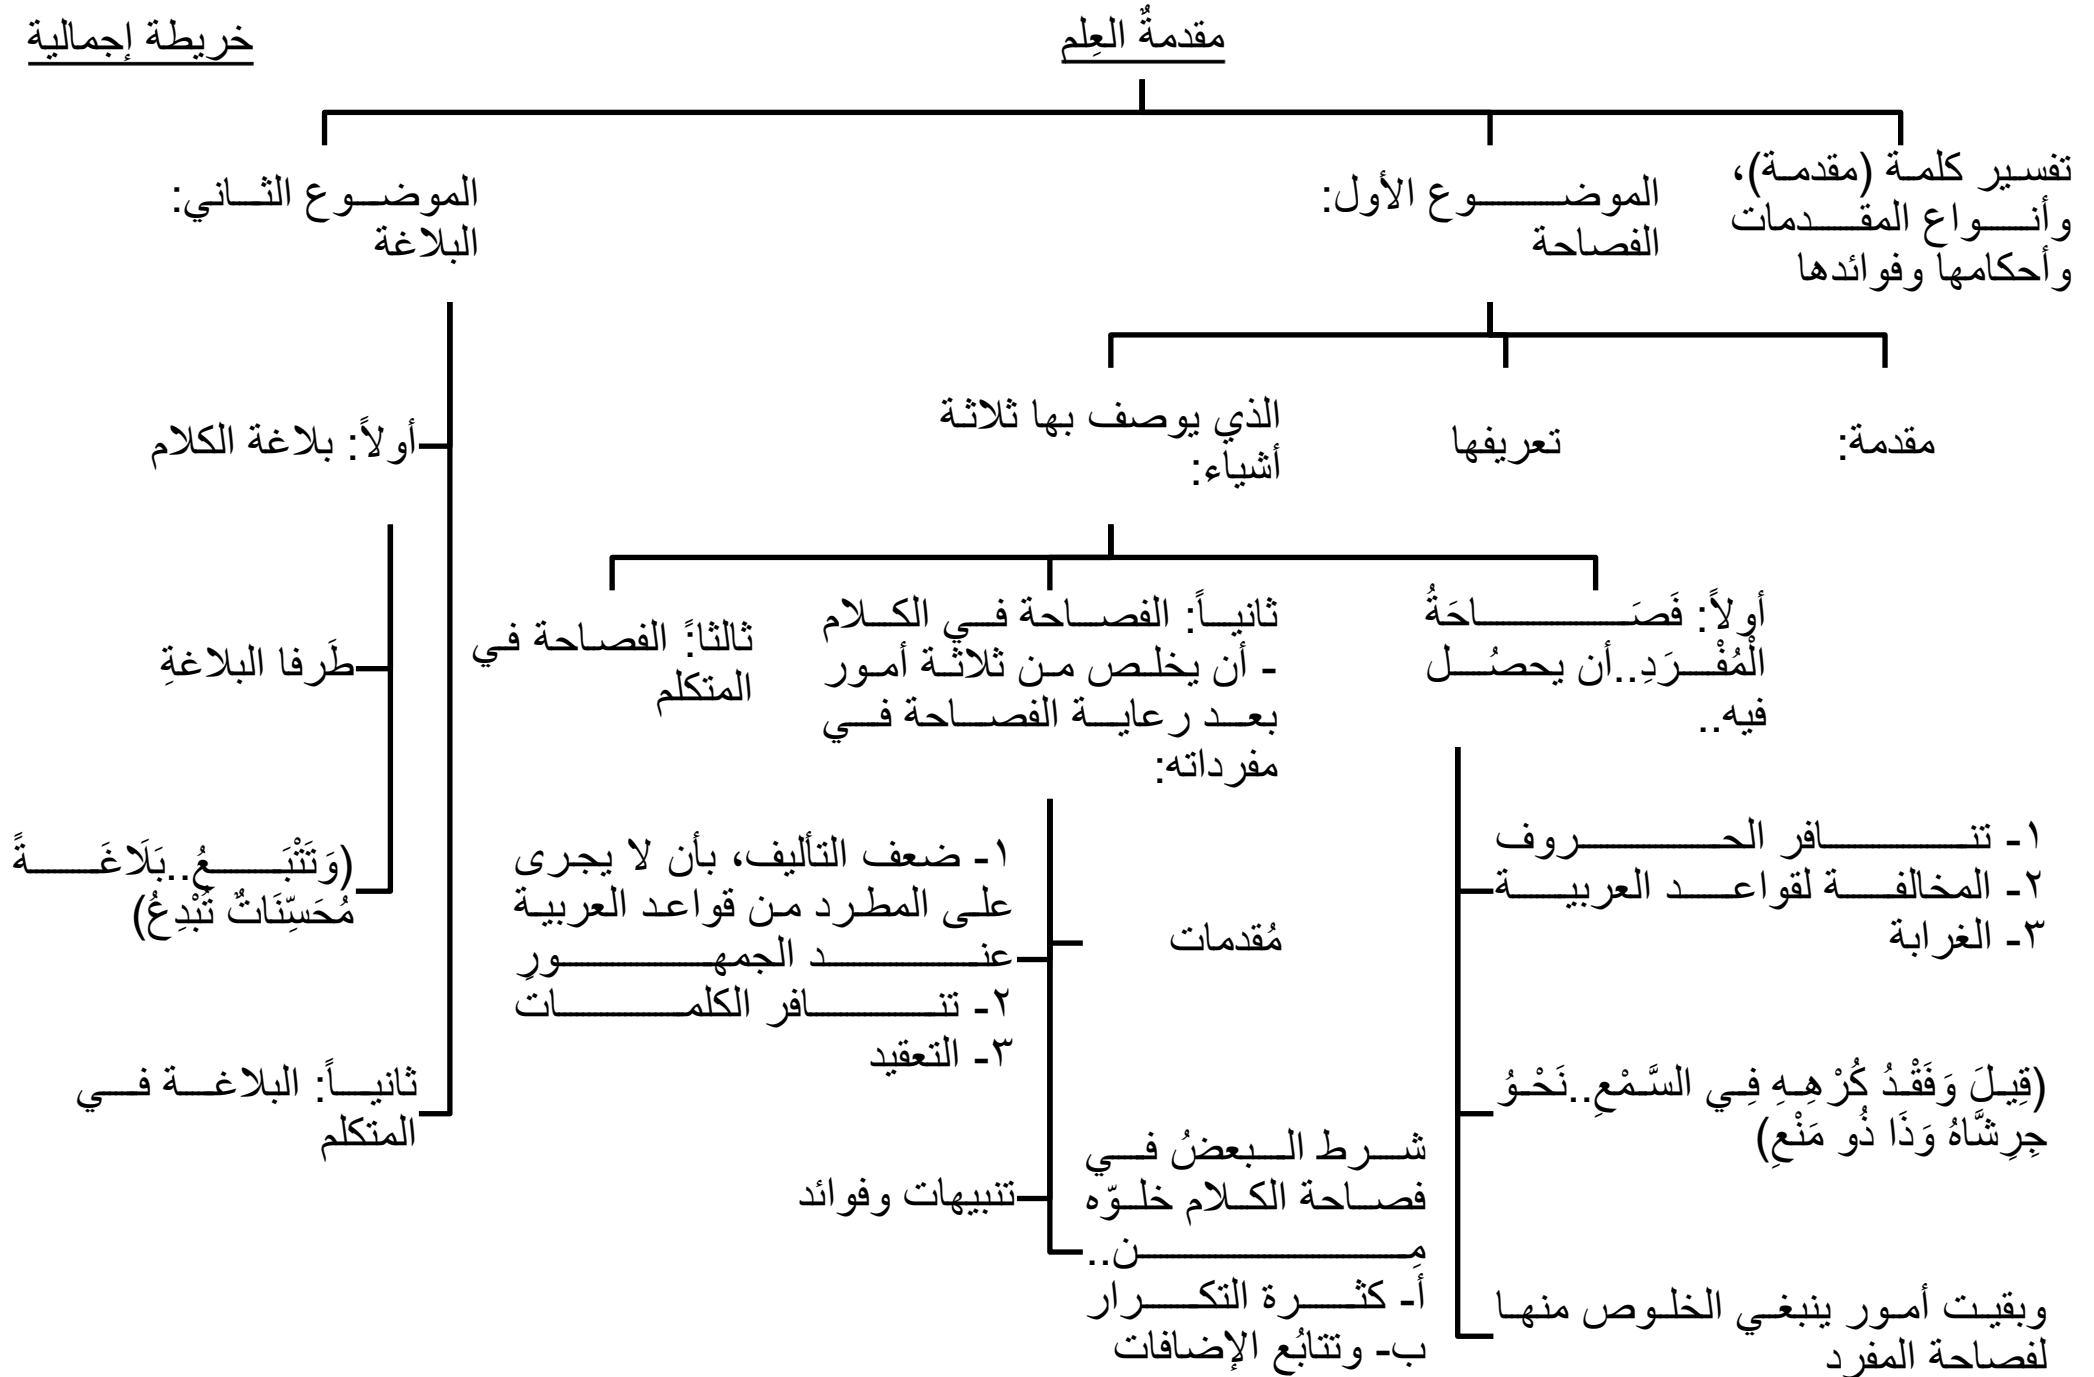 مقدمةٌ العِلم
خريطة إجمالية
تفسير كلمة (مقدمة)،
وأنواع المقدمات
وأحكامها وفوائدها
الموضوع الأول:
الفصاحة
الموضوع الثاني:
البلاغة
مقدمة:
تعريفها
الذي يوصف بها ثلاثة
أشياء:
أولاً: فَصَاحَةُ
الْمُفْرَدِ..أن يحصُل
فيه..
ثانياً: الفصاحة في الكلام
- أن يخلص من ثلاثة أمور
بعد رعاية الفصاحة في
مفرداته:
ثالثاً: الفصاحة في
المتكلم
١- تنافر الحروف
٢- المخالفة لقواعد العربية
٣- الغرابة
(قِيلَ وَفَقْدُ كُرْهِهِ فِي السَّمْعِ..نَحْوُ
جِرِشَّاهُ وَذَا ذُو مَنْعِ)
وبقيت أمور ينبغي الخلوص منها
لفصاحة المفرد
مُقدمات
١- ضعف التأليف، بأن لا يجرى
على المطرد من قواعد العربية
عند الجمهور
٢- تنافر الكلمات
٣- التعقيد
شرط البعضُ في
فصاحة الكلام خلوّه
مِن..
أ- كثرة التكرار
ب- وتتابُع الإضافات
تنبيهات وفوائد
أولاً: بلاغة الكلام
طَرفا البلاغةِ
(وَتَتْبَعُ..بَلَاغَةً
مُحَسِّنَاتٌ تُبْدِعُ)
ثانياً: البلاغة في
المتكلم